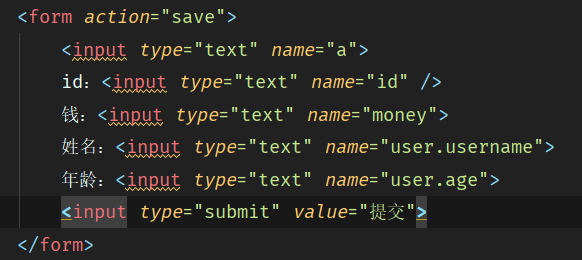 <form action="save">
<input type="text" name="a">
id：<input type="text" name="id" />
钱：<input type="text" name="money">
姓名：<input type="text" name="user.username">
年龄：<input type="text" name="user.age">
<input type="submit" value="提交">
</form>